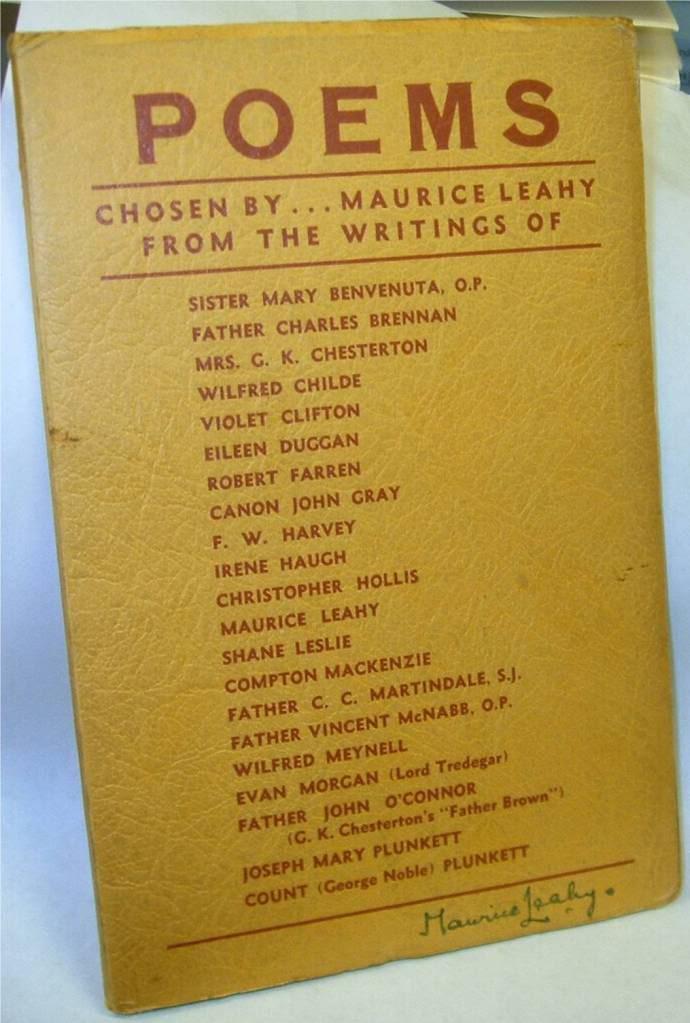 POEMS
CHOSEN BY... MAURICE LEAHY
FROM THE WRITINGS OF
SISTER MARY BENVENUTA, O.P.
FATHER CHARLES BRENNAN
MRS. G. K. CHESTERTON
WILFRED CHILDE
VIOLET CLIFTON
EILEEN DUGGAN
ROBERT FARREN
CANON JOHN GRAY
F. W. HARVEY
IRENE HAUGH
CHRISTOPHER HOLLIS
MAURICE LEAHY
SHANE LESLIE
COMPTON MACKENZIE
FATHER C. C. MARTINDALE, S.J.
FATHER VINCENT McNABB, O.P.
WILFRED MEYNELL
EVAN MORGAN (Lord Tredegar)
FATHER JOHN O'CONNOR
(G. K. Chesterton's "Father Brown")
JOSEPH MARY PLUNKETT
COUNT (George Noble) PLUNKETT
Maurice Leahy.